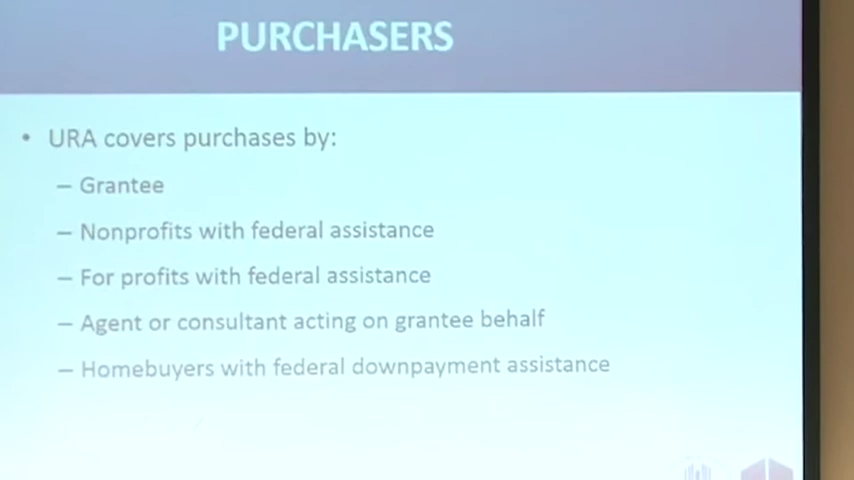 PURCHASERS
• URA covers purchases by:
– Grantee
– Nonprofits with federal assistance
– For profits with federal assistance
– Agent or consultant acting on grantee behalf
– Homebuyers with federal downpayment assistance